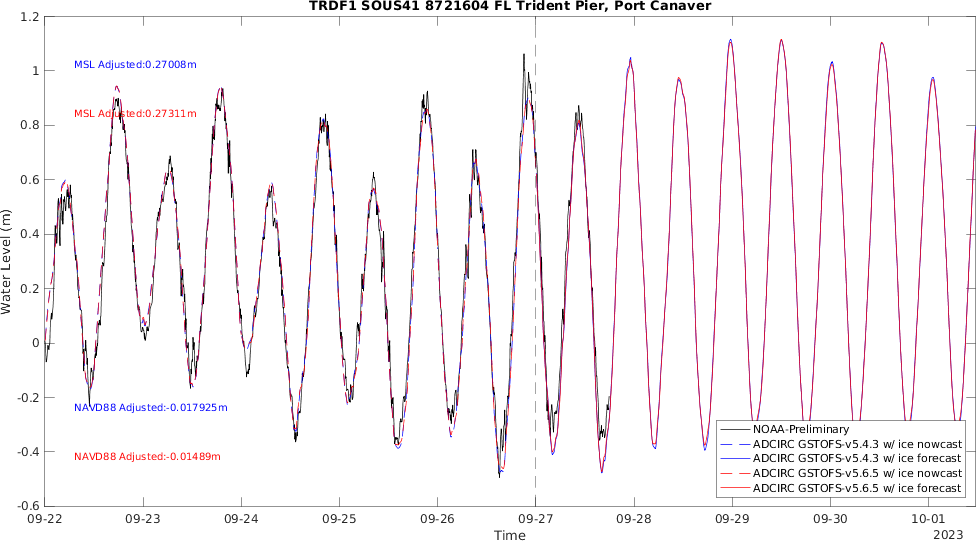 TRDF1 SOUS41 8721604 FL Trident Pier, Port Canaver
1.2
1
0.8
0.6
0.4
0.2
0
-0.2
-0.4
-0.6
Water Level (m)
MSL Adjusted:0.27008m
MSL Adjusted:0.27311m
NAVD88 Adjusted:-0.017925m
NAVD88 Adjusted:-0.01489m
NOAA-Preliminary
ADCIRC GSTOFS-v5.4.3 w/ ice nowcast
ADCIRC GSTOFS-v5.4.3 w/ ice forecast
ADCIRC GSTOFS-v5.6.5 w/ ice nowcast
ADCIRC GSTOFS-v5.6.5 w/ ice forecast
09-22 09-23 09-24 09-25 09-26 09-27 09-28 09-29 09-30 10-01
Time
2023